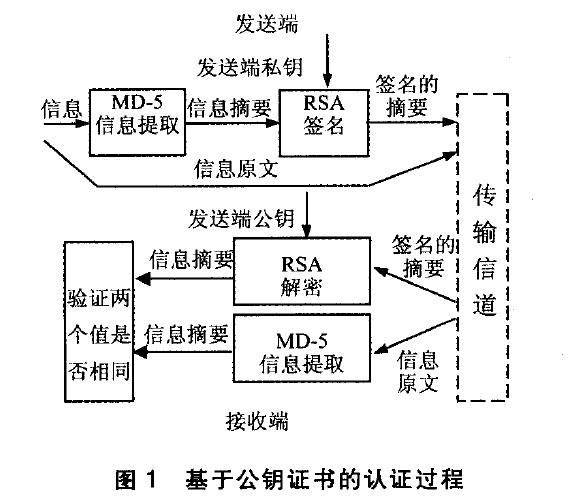 发送端
发送端私钥
签名的
摘要
信息
MD-5
信息提取
信息摘要
RSA
签名
信息原文
传输信道
发送端公钥
签名的
摘要
信息摘要
RSA
解密
验证两
个值是
否相同
信息摘要
MD-5
信息提取
信息
原文
接收端
图 1 基于公钥证书的认证过程